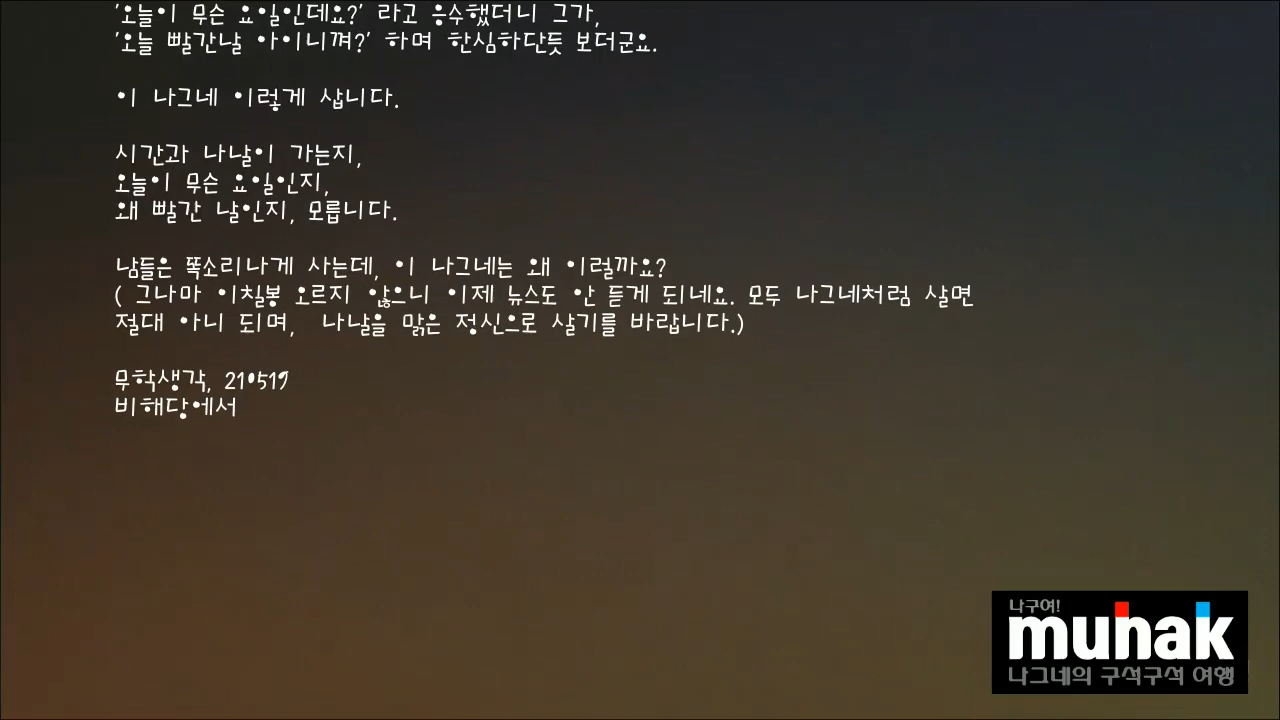 '오늘이 무슨 요일인데요?' 라고 응수했더니 그가,
'오늘 빨간날 아이니껴?' 하며 한심하단듯 보더군요.
이 나그네 이렇게 삽니다.
시간과 나날이 가는지,
오늘이 무슨 요일인지,
왜 빨간 날인지, 모릅니다.
남들은 똑소리나게 사는데, 이 나그네는 왜 이럴까요?
( 그나마 이칠봉 오르지 않으니 이제 뉴스도 안 듣게 되네요. 모두 나그네처럼 살면
절대 아니 되며,  나날을 맑은 정신으로 살기를 바랍니다.)
무학생각, 210519
비해당에서
나구여!
muhak
나그네의 구석구석 여행